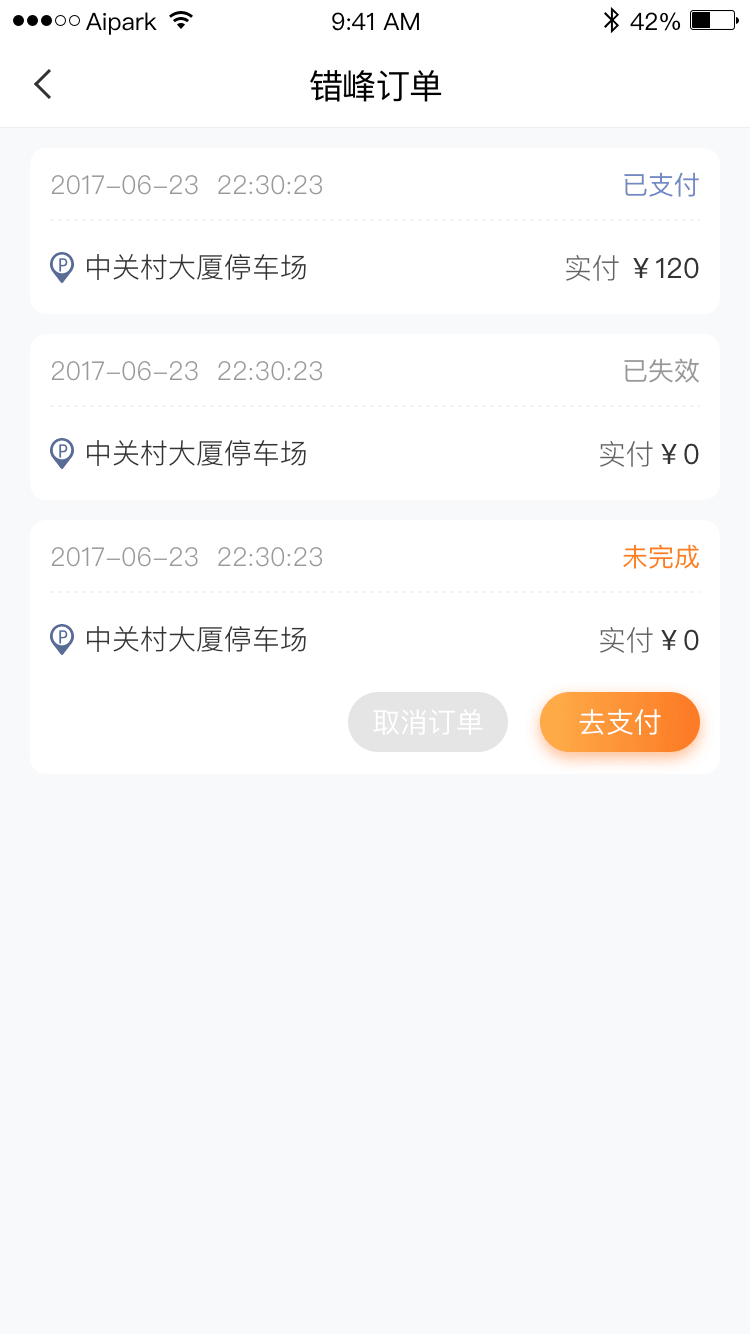 Aipark 9:41 AM 42%
错峰订单
2017-06-23 22:30:23 已支付
P 中关村大厦停车场 实付 ¥120
2017-06-23 22:30:23 已失效
P 中关村大厦停车场 实付 ¥0
2017-06-23 22:30:23 未完成
P 中关村大厦停车场 实付 ¥0
取消订单 去支付